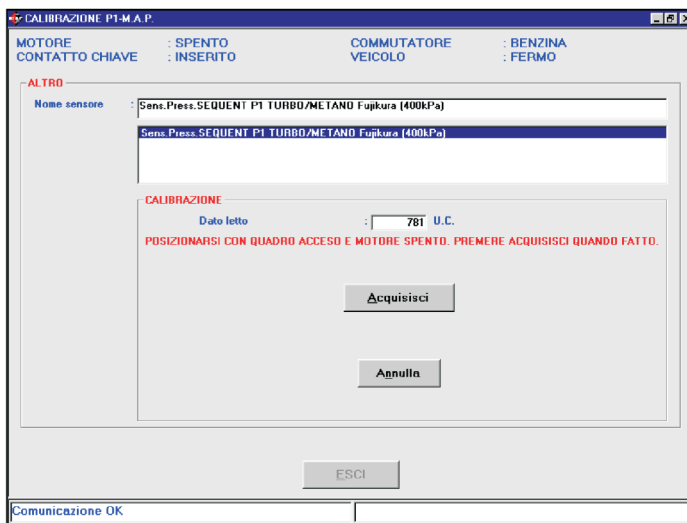 CALIBRAZIONE P1-M.A.P.
MOTORE : SPENTO COMMUTATORE : BENZINA
CONTATTO CHIAVE : INSERITO VEICOLO : FERMO
ALTRO
Nome sensore : Sens.Press.SEQUENT P1 TURBO/METANO Fujikura (400kPa)
Sens.Press.SEQUENT P1 TURBO/METANO Fujikura (400kPa)
CALIBRAZIONE
Dato letto : 781 U.C.
POSIZIONARSI CON QUADRO ACCESO E MOTORE SPENTO. PREMERE ACQUISISCI QUANDO FATTO.
Acquisisci
Annulla
ESCI
Comunicazione OK